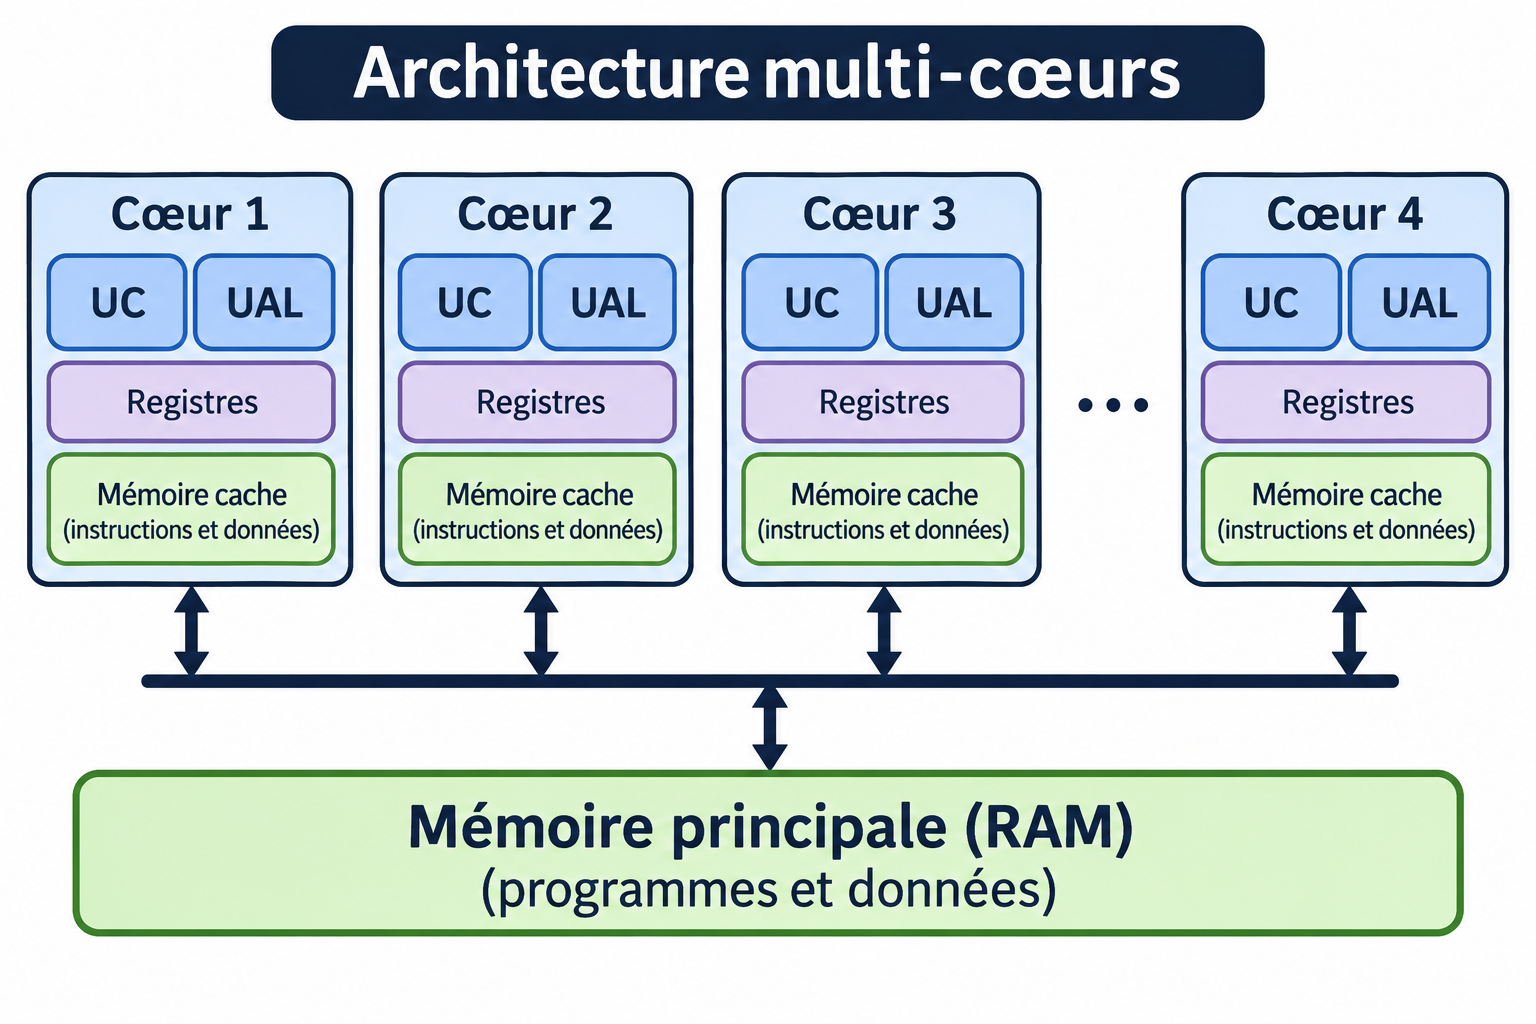 Architecture multi-cœurs
Cœur 1
UC
UAL
Registres
Mémoire cache
(instructions et données)
Cœur 2
UC
UAL
Registres
Mémoire cache
(instructions et données)
Cœur 3
UC
UAL
Registres
Mémoire cache
(instructions et données)
...
Cœur 4
UC
UAL
Registres
Mémoire cache
(instructions et données)
Mémoire principale (RAM)
(programmes et données)